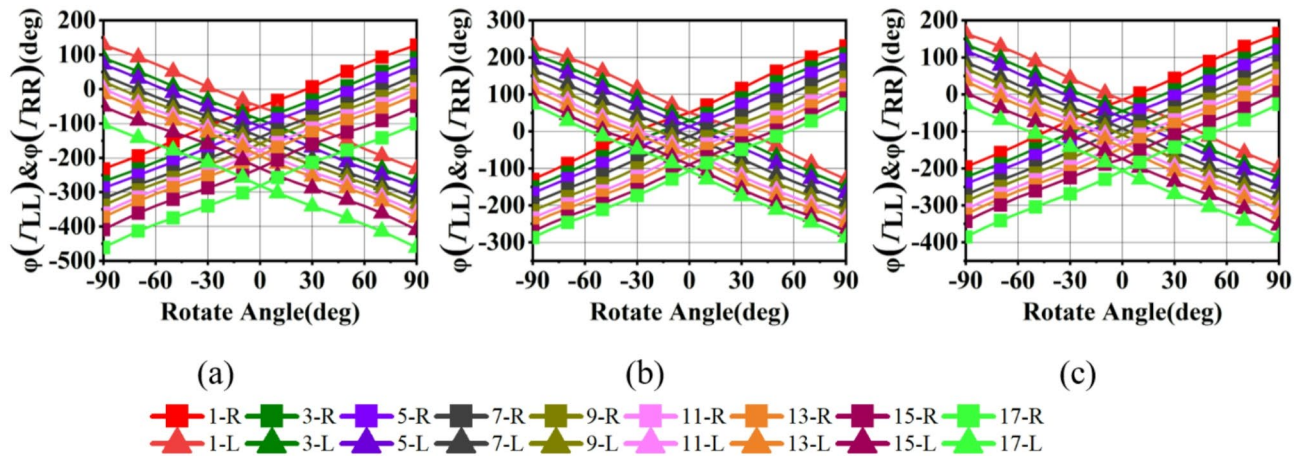 φ(ΓLL)&φ(ΓRR)(deg)
200
100
0
-100
-200
-300
-400
-500
-90 -60 -30 0 30 60 90
Rotate Angle(deg)
(a)
φ(ΓLL)&φ(ΓRR)(deg)
300
200
100
0
-100
-200
-300
-90 -60 -30 0 30 60 90
Rotate Angle(deg)
(b)
φ(ΓLL)&φ(ΓRR)(deg)
200
100
0
-100
-200
-300
-400
-90 -60 -30 0 30 60 90
Rotate Angle(deg)
(c)
1-R 3-R 5-R 7-R 9-R 11-R 13-R 15-R 17-R
1-L 3-L 5-L 7-L 9-L 11-L 13-L 15-L 17-L